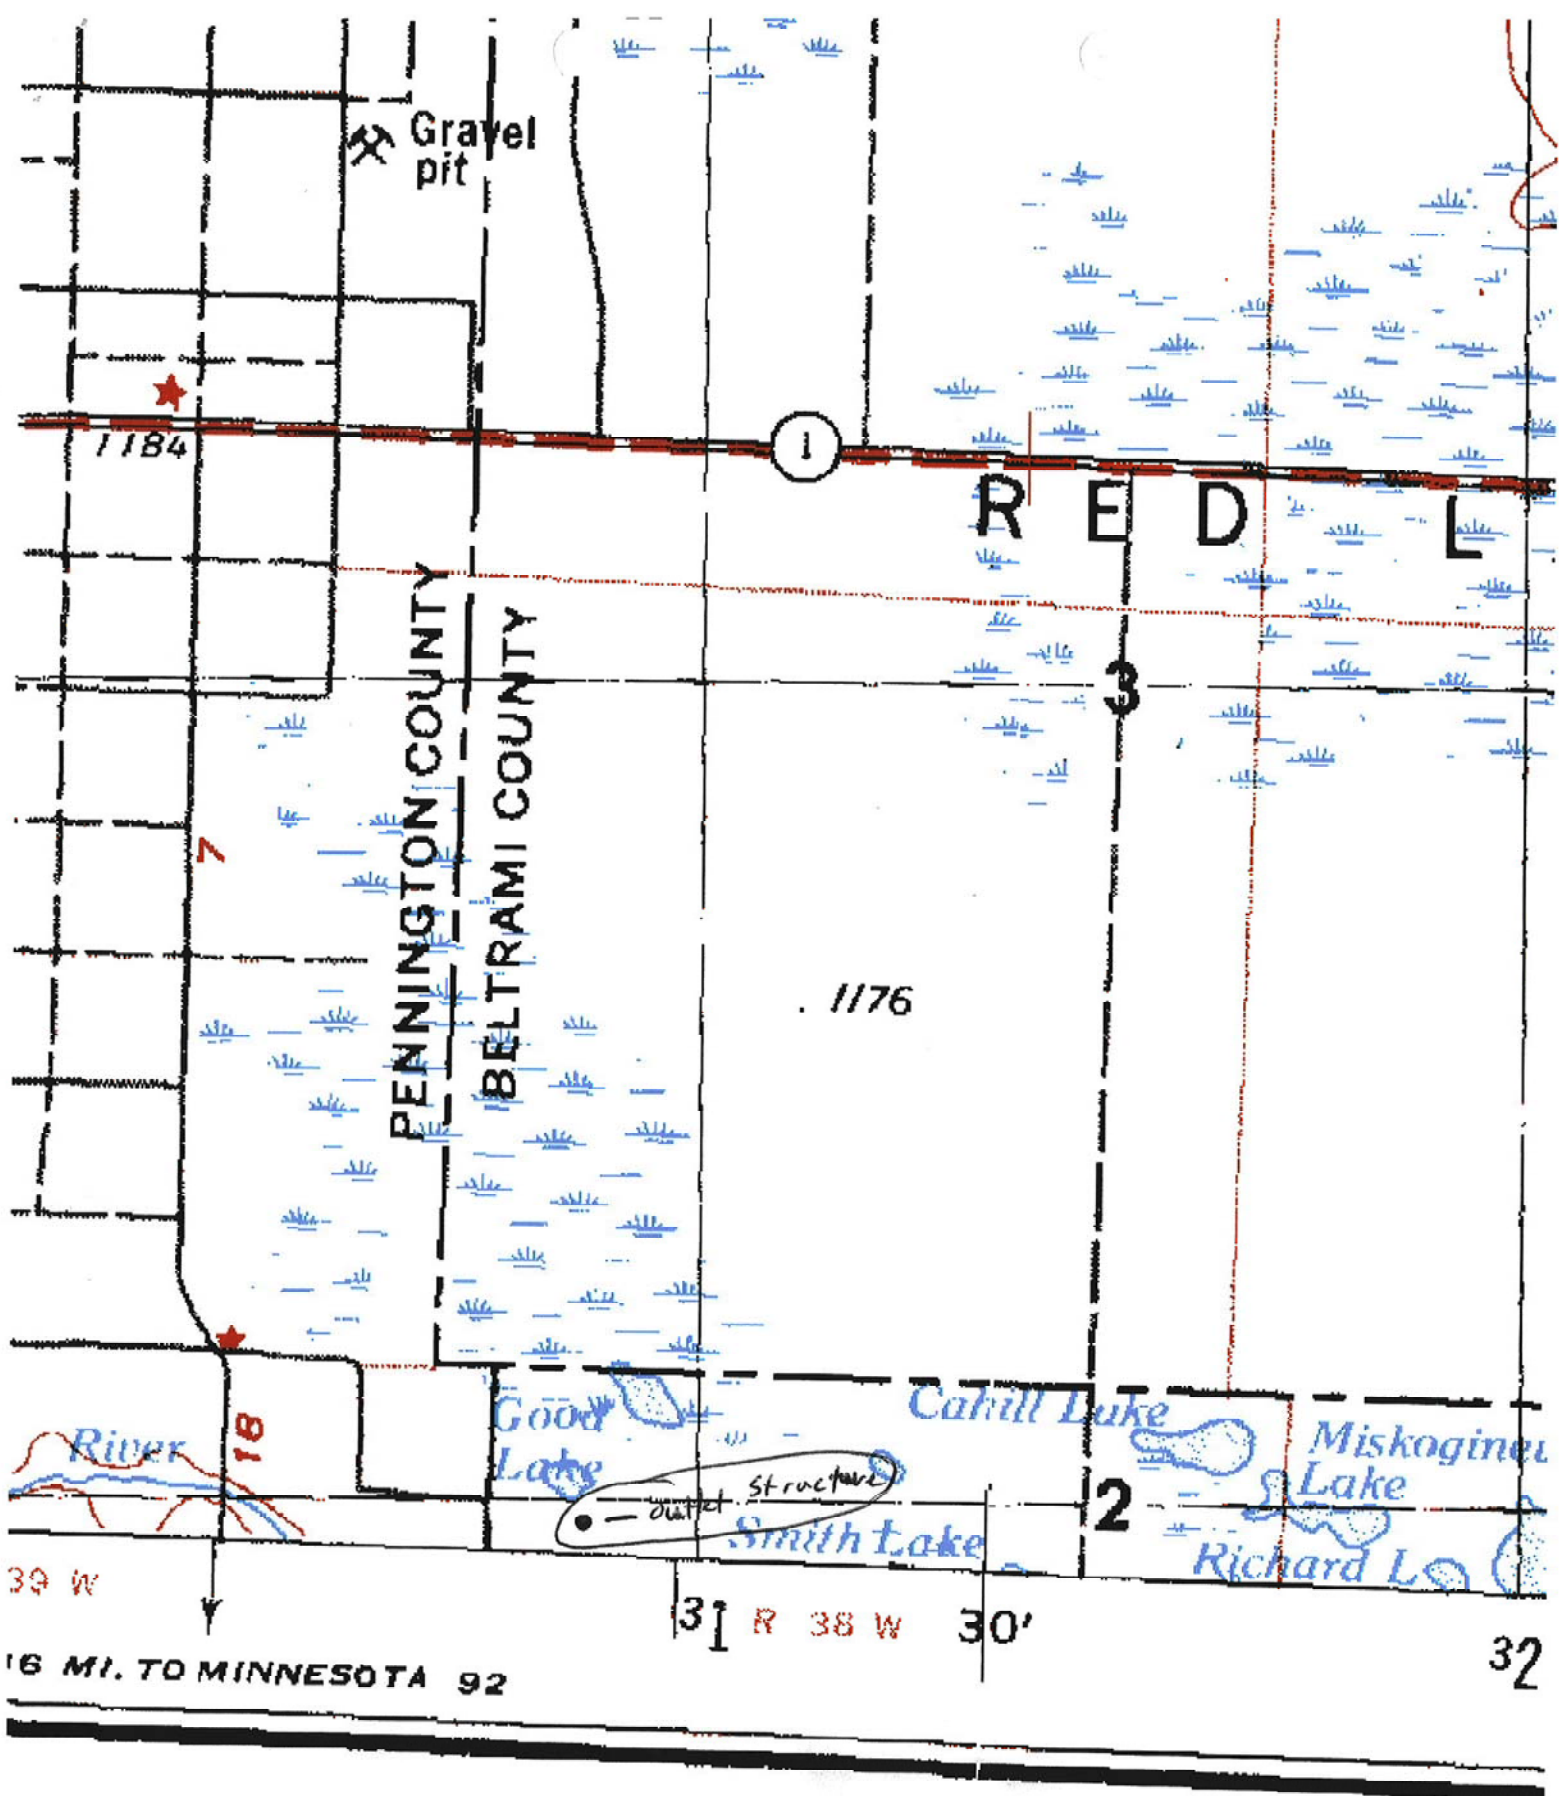 Gravel
pit
1184
1
R E D L
PENNINGTON COUNTY
BELTRAMI COUNTY
3
7
1176
Good
Lake
Cahill Lake
Miskogineu
Lake
River
18
outlet structure
2
Smith Lake
Richard L
39 W
31
R 38 W
30'
32
16 MI. TO MINNESOTA 92